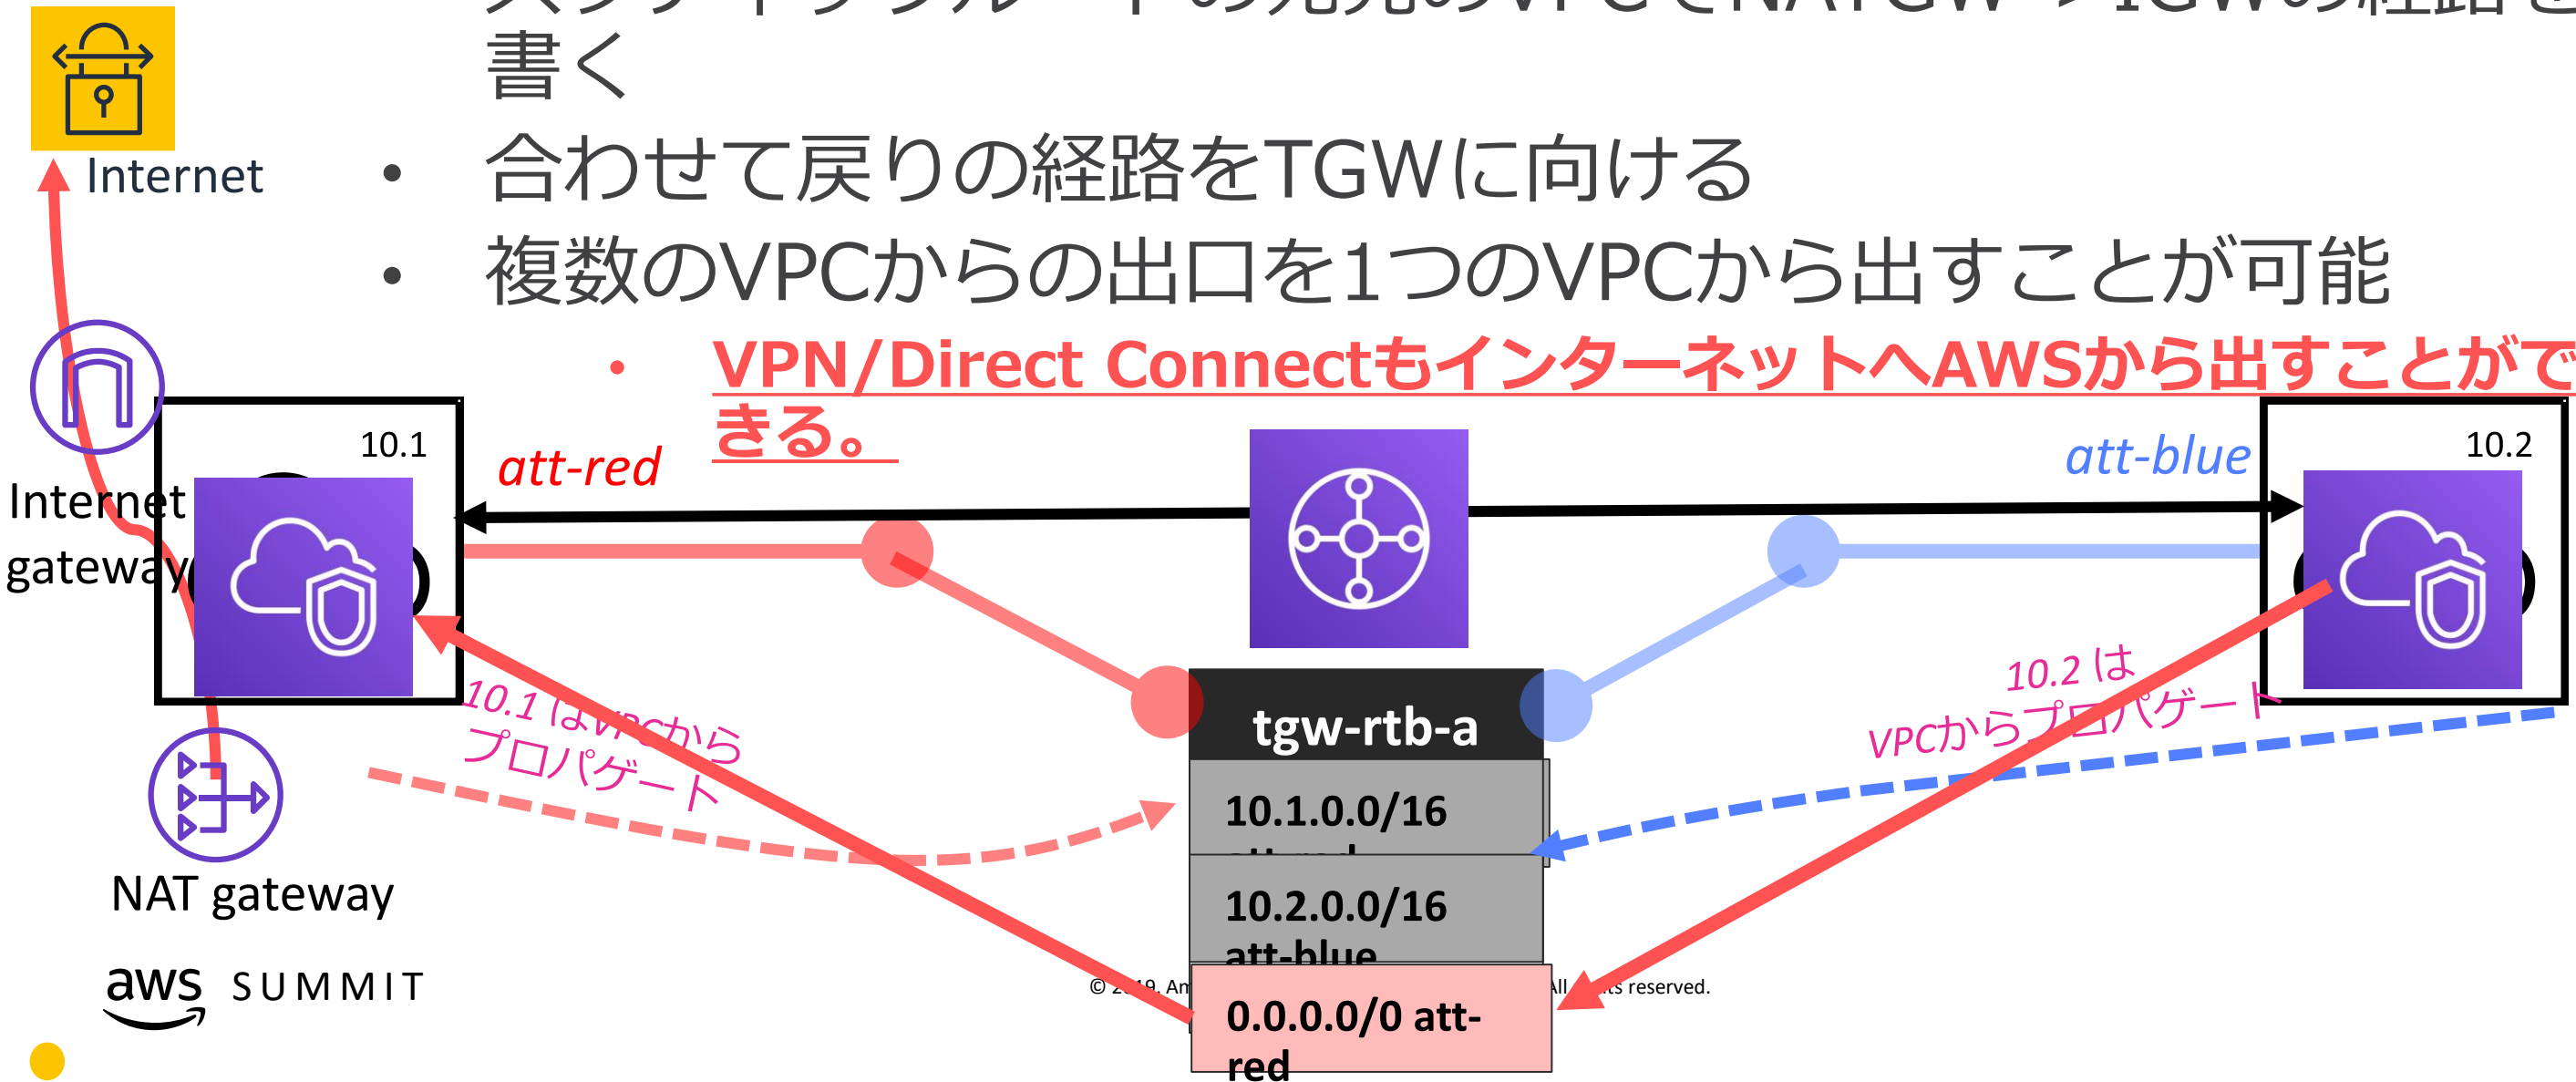 書く
Internet
• 合わせて戻りの経路をTGWに向ける
• 複数のVPCからの出口を1つのVPCから出すことが可能
• VPN/Direct ConnectもインターネットへAWSから出すことがで
きる。
10.1
att-red
att-blue
10.2
Internet
gateway
10.1 はVPCから
プロパゲート
10.2 は
VPCからプロパゲート
tgw-rtb-a
10.1.0.0/16
att-red
10.2.0.0/16
att-blue
0.0.0.0/0 att-
red
NAT gateway
aws SUMMIT
© 2019, All reserved.